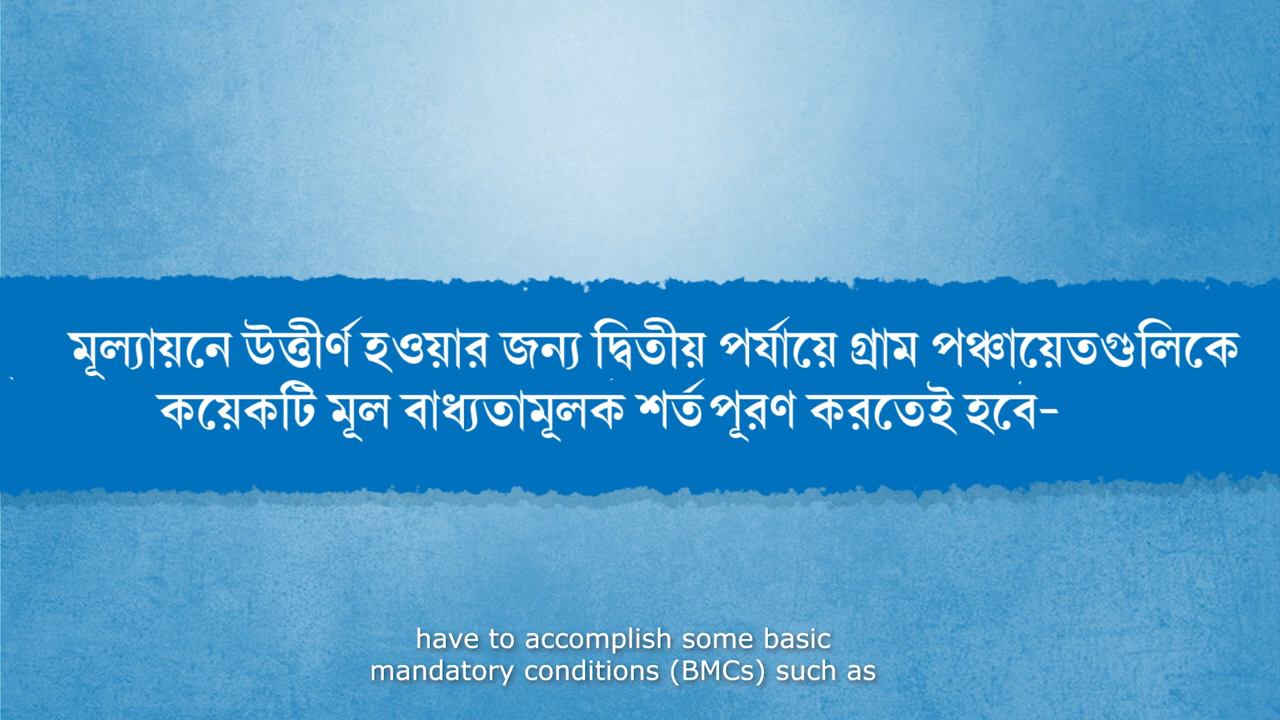 মূল্যায়নে উত্তীর্ণ হওয়ার জন্য দ্বিতীয় পর্যায়ে গ্রাম পঞ্চায়েতগুলিকে
কয়েকটি মূল বাধ্যতামূলক শর্ত পূরণ করতেই হবে–
have to accomplish some basic
mandatory conditions (BMCs) such as